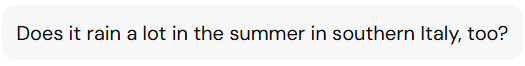 Does it rain a lot in the summer in southern Italy, too?